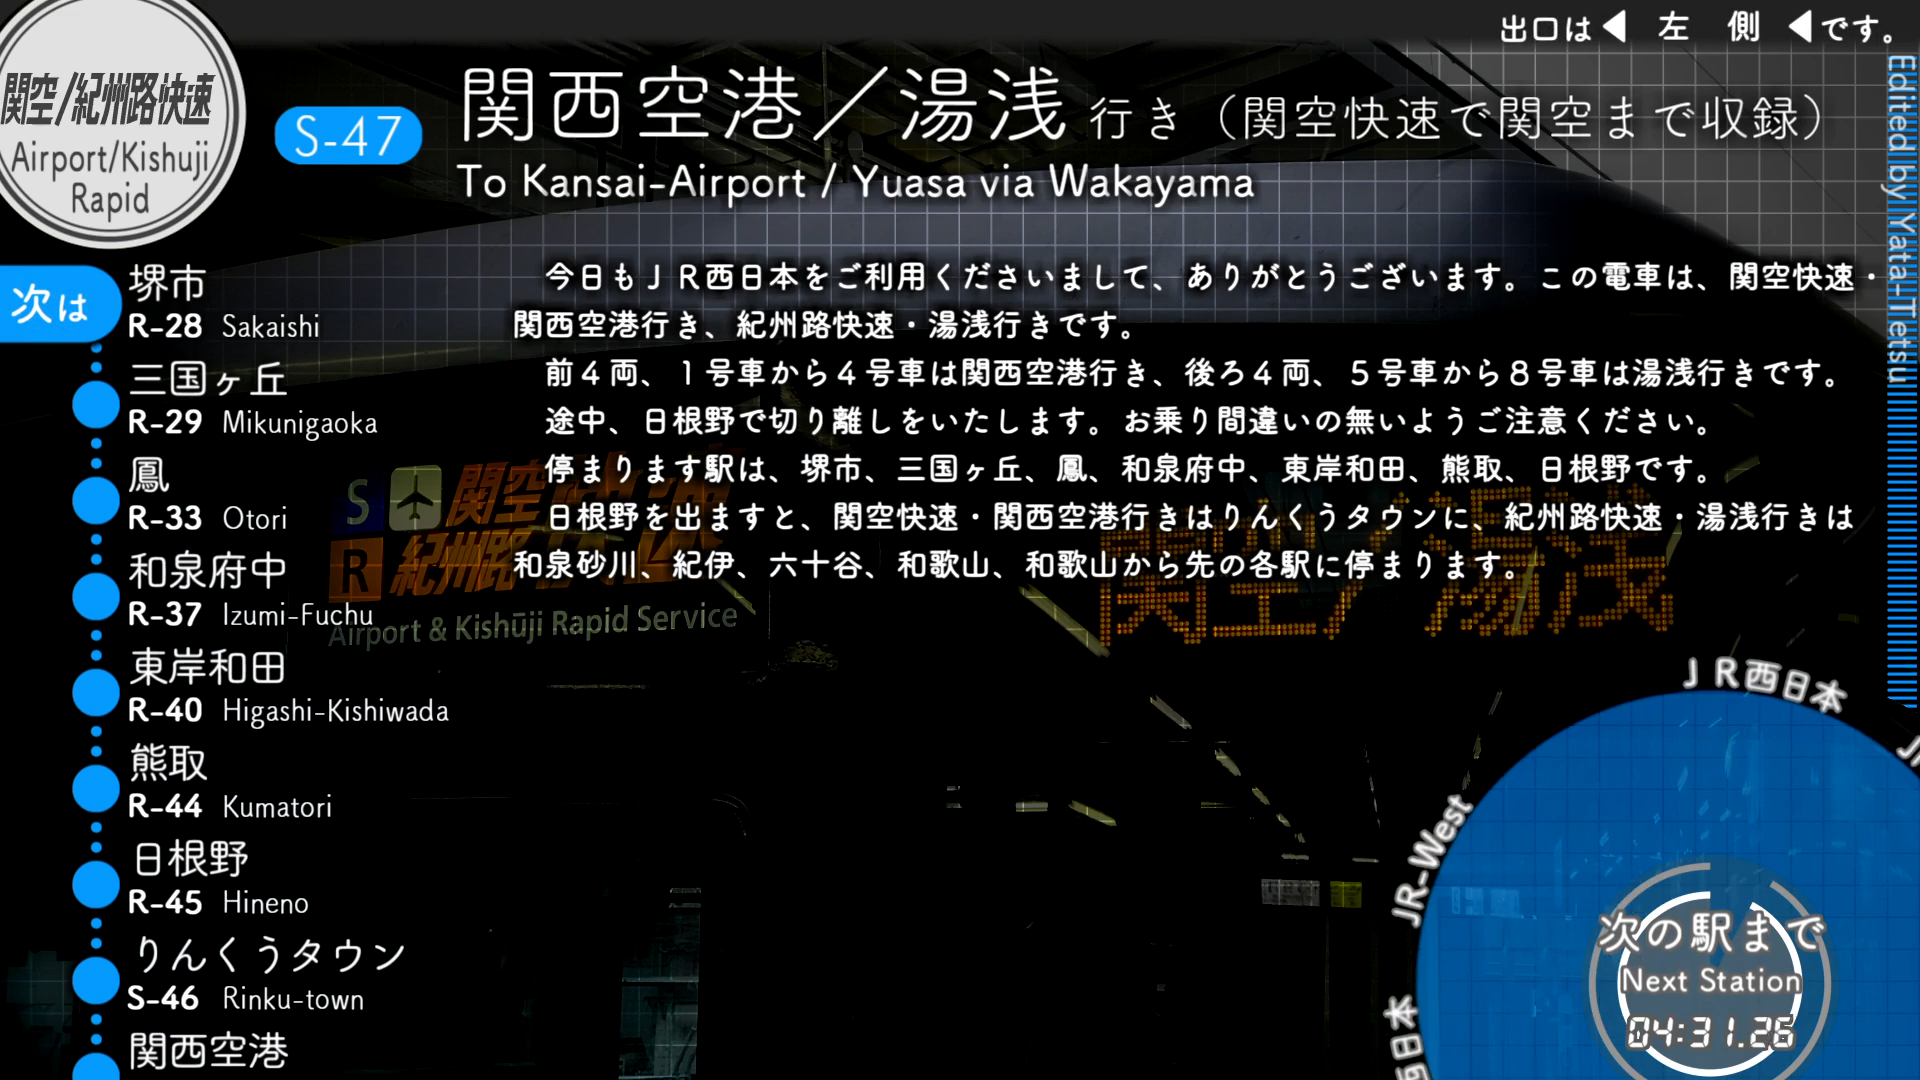 出口は◀ 左 側 ◀です。
関空/紀州路快速
Airport/Kishuji
Rapid
S-47
関西空港／湯浅 行き（関空快速で関空まで収録）
To Kansai-Airport / Yuasa via Wakayama
Edited by Yata-Tetsu
次は
堺市
R-28 Sakaishi
三国ヶ丘
R-29 Mikunigaoka
鳳
R-33 Otori
和泉府中
R-37 Izumi-Fuchu
東岸和田
R-40 Higashi-Kishiwada
熊取
R-44 Kumatori
日根野
R-45 Hineno
りんくうタウン
S-46 Rinku-town
関西空港
今日もＪＲ西日本をご利用くださいまして、ありがとうございます。この電車は、関空快速・
関西空港行き、紀州路快速・湯浅行きです。
前４両、１号車から４号車は関西空港行き、後ろ４両、５号車から８号車は湯浅行きです。
途中、日根野で切り離しをいたします。お乗り間違いの無いようご注意ください。
停まります駅は、堺市、三国ヶ丘、鳳、和泉府中、東岸和田、熊取、日根野です。
日根野を出ますと、関空快速・関西空港行きはりんくうタウンに、紀州路快速・湯浅行きは
和泉砂川、紀伊、六十谷、和歌山、和歌山から先の各駅に停まります。
S 関空快速
R 紀州路快速
Airport & Kishūji Rapid Service
関空/湯浅
ＪＲ西日本
JR-West
西日本
次の駅まで
Next Station
04:31.26